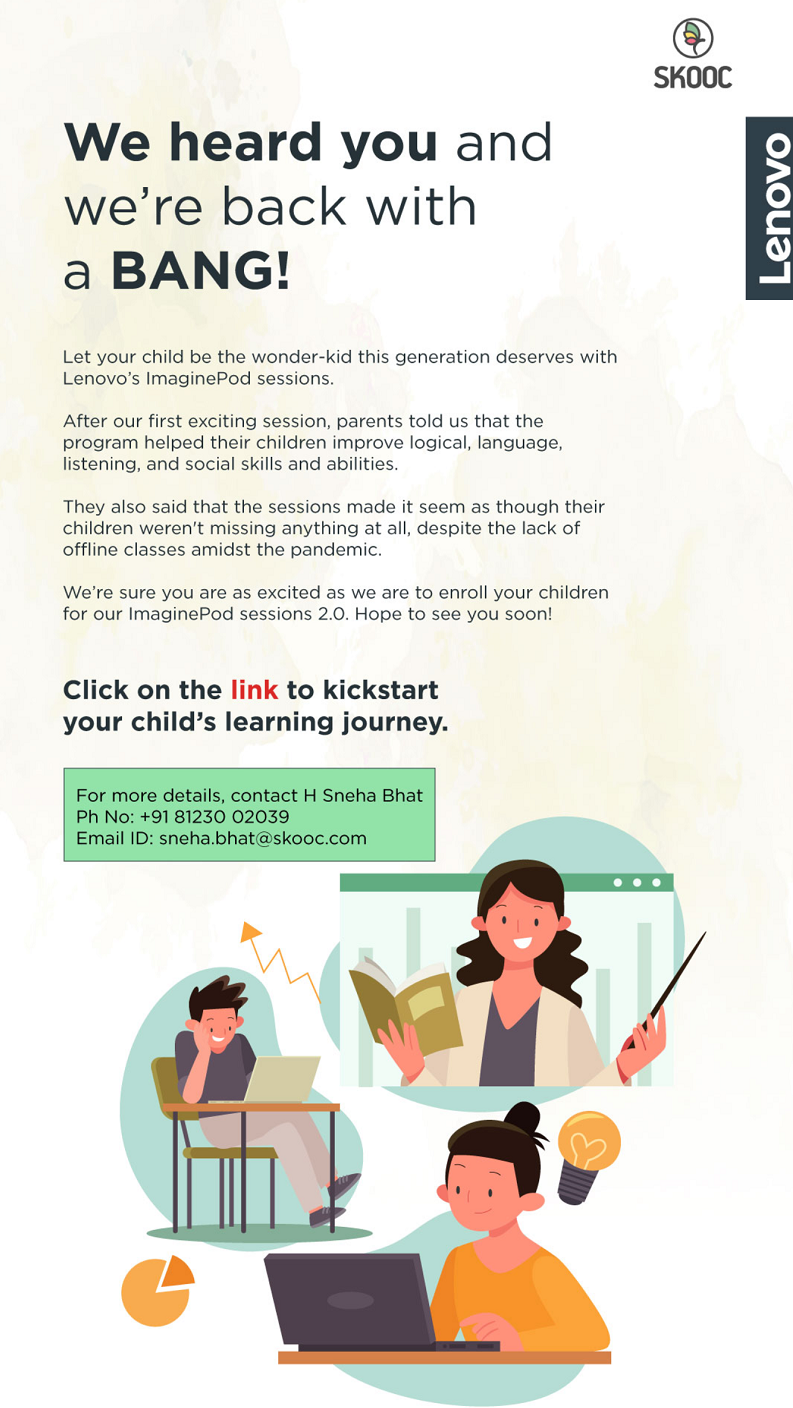 SKOOC
Lenovo
We heard you and
we’re back with
a BANG!
Let your child be the wonder-kid this generation deserves with
Lenovo’s ImaginePod sessions.
After our first exciting session, parents told us that the
program helped their children improve logical, language,
listening, and social skills and abilities.
They also said that the sessions made it seem as though their
children weren't missing anything at all, despite the lack of
offline classes amidst the pandemic.
We’re sure you are as excited as we are to enroll your children
for our ImaginePod sessions 2.0. Hope to see you soon!
Click on the link to kickstart
your child’s learning journey.
For more details, contact H Sneha Bhat
Ph No: +91 81230 02039
Email ID: sneha.bhat@skooc.com